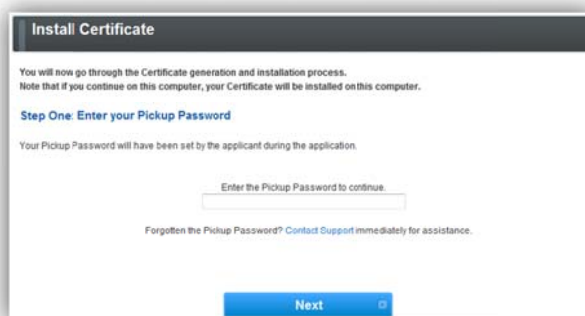 Install Certificate
You will now go through the Certificate generation and installation process.
Note that if you continue on this computer, your Certificate will be installed on this computer.
Step One: Enter your Pickup Password
Your Pickup Password will have been set by the applicant during the application.
Enter the Pickup Password to continue.
Forgotten the Pickup Password? Contact Support immediately for assistance.
Next